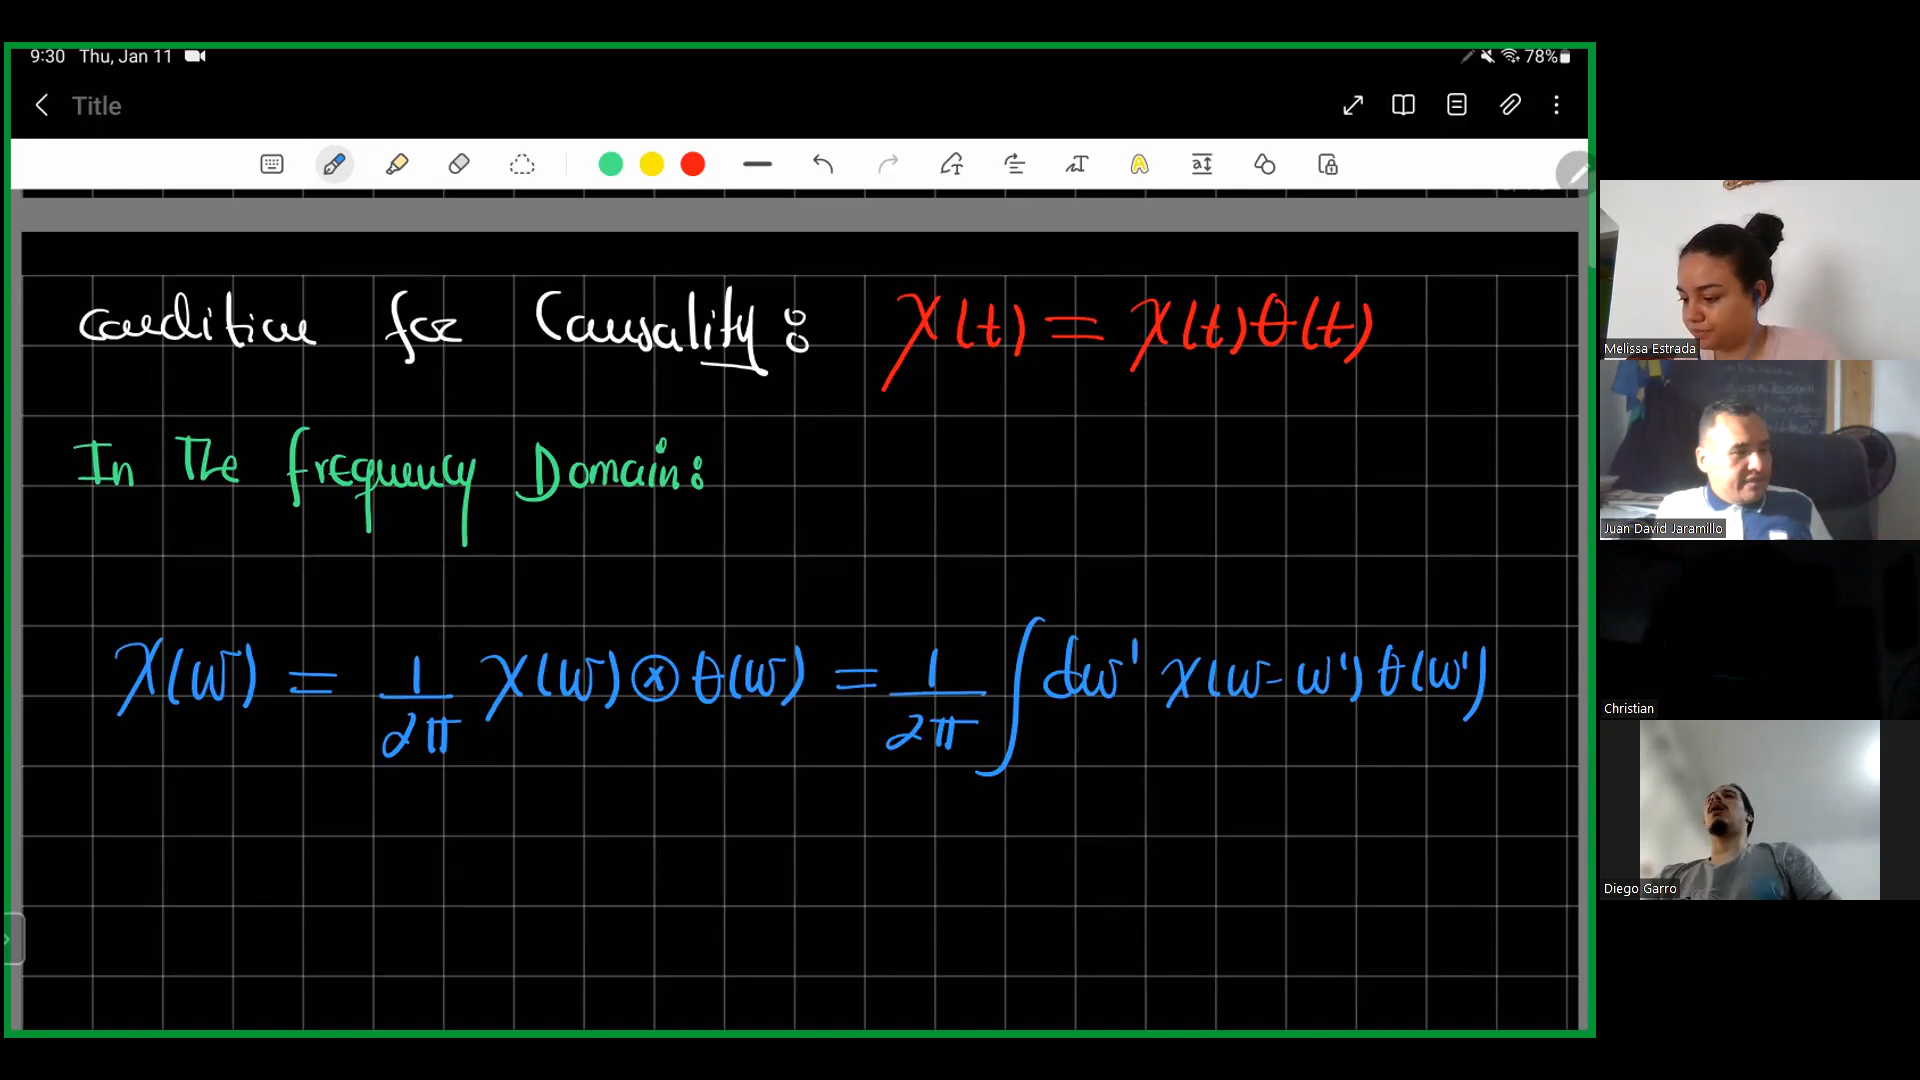 9:30 Thu, Jan 11 78%
Title
condition for Causality: χ(t) = χ(t)θ(t)
In The frequency Domain:
χ(ω) = 1/2π χ(ω) ⊗ θ(ω) = 1/2π ∫ dω' χ(ω-ω') θ(ω')
Melissa Estrada
Juan David Jaramillo
Christian
Diego Garro